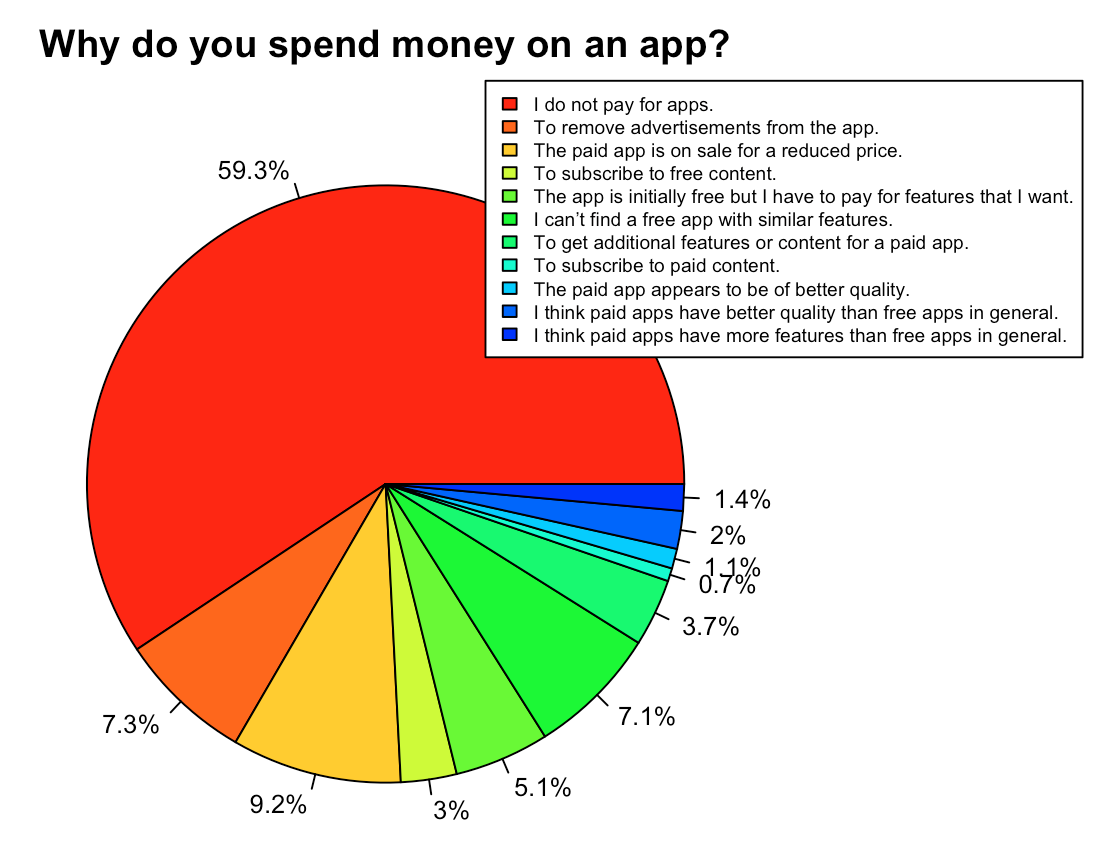 Why do you spend money on an app?
I do not pay for apps.
To remove advertisements from the app.
The paid app is on sale for a reduced price.
To subscribe to free content.
The app is initially free but I have to pay for features that I want.
I can’t find a free app with similar features.
To get additional features or content for a paid app.
To subscribe to paid content.
The paid app appears to be of better quality.
I think paid apps have better quality than free apps in general.
I think paid apps have more features than free apps in general.
59.3%
7.3%
9.2%
3%
5.1%
7.1%
3.7%
0.7%
1.1%
2%
1.4%